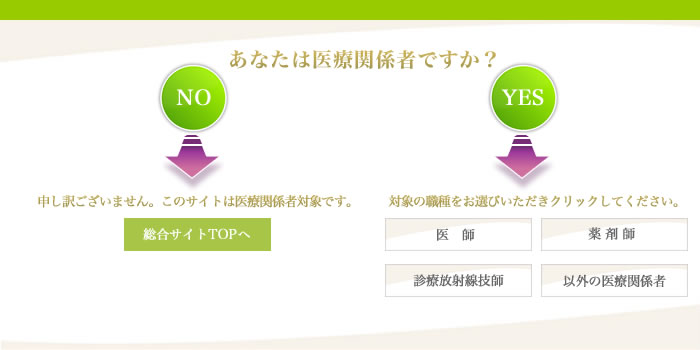 あなたは医療関係者ですか？
NO
YES
申し訳ございません。このサイトは医療関係者対象です。
対象の職種をお選びいただきクリックしてください。
総合サイトTOPへ
医　師
薬 剤 師
診療放射線技師
以外の医療関係者